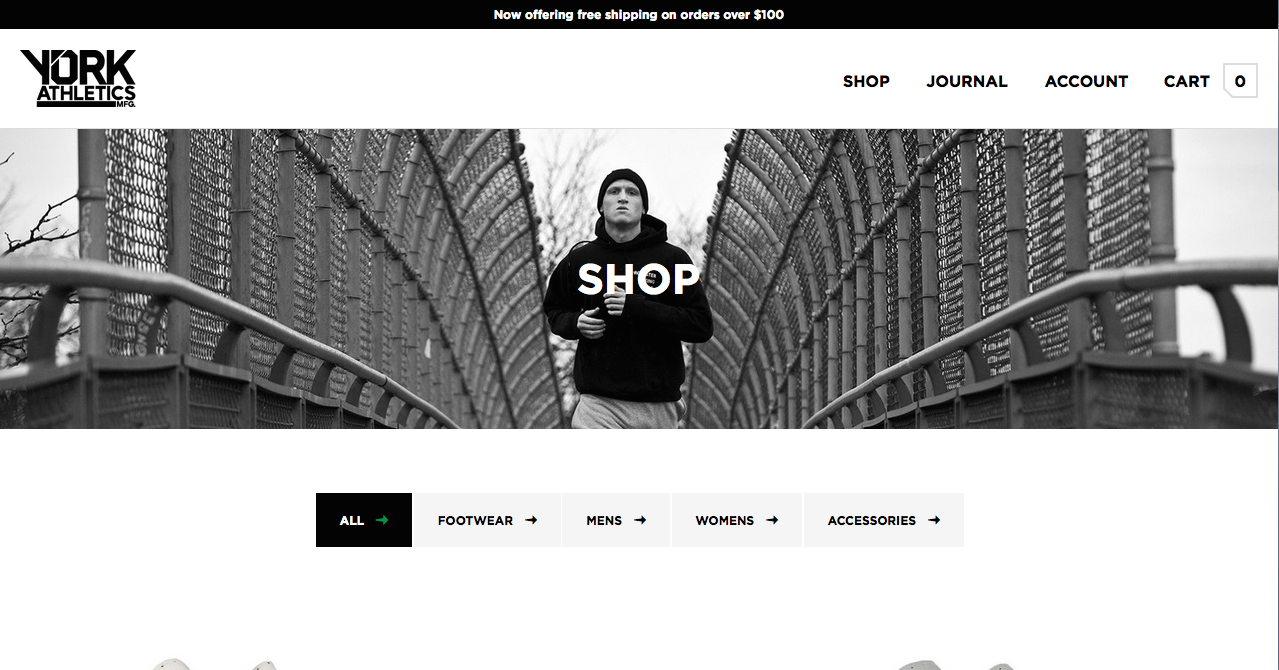 Now offering free shipping on orders over $100
YORK
ATHLETICS
MFG.
SHOP JOURNAL ACCOUNT CART 0
SHOP
ALL FOOTWEAR MENS WOMENS ACCESSORIES